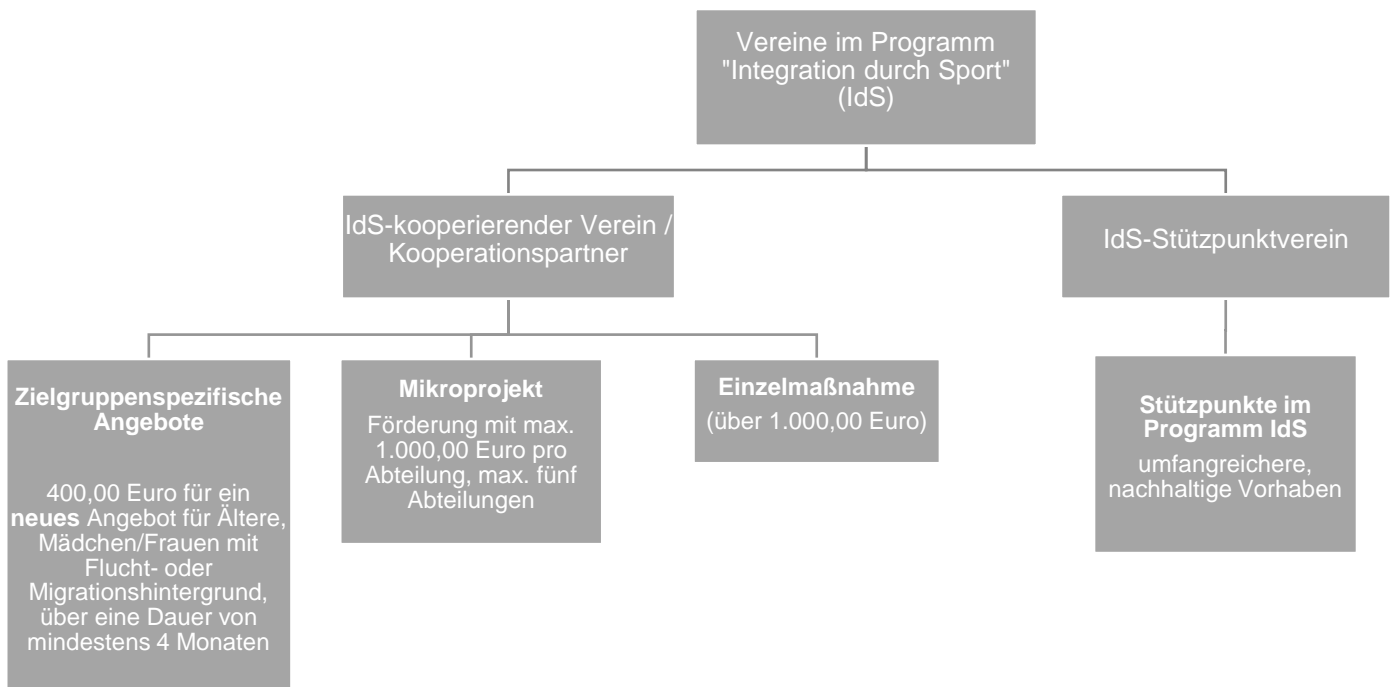 Vereine im Programm
"Integration durch Sport"
(IdS)
IdS-kooperierender Verein /
Kooperationspartner
IdS-Stützpunktverein
Zielgruppenspezifische
Angebote
400,00 Euro für ein
neues Angebot für Ältere,
Mädchen/Frauen mit
Flucht- oder
Migrationshintergrund,
über eine Dauer von
mindestens 4 Monaten
Mikroprojekt
Förderung mit max.
1.000,00 Euro pro
Abteilung, max. fünf
Abteilungen
Einzelmaßnahme
(über 1.000,00 Euro)
Stützpunkte im
Programm IdS
umfangreichere,
nachhaltige Vorhaben